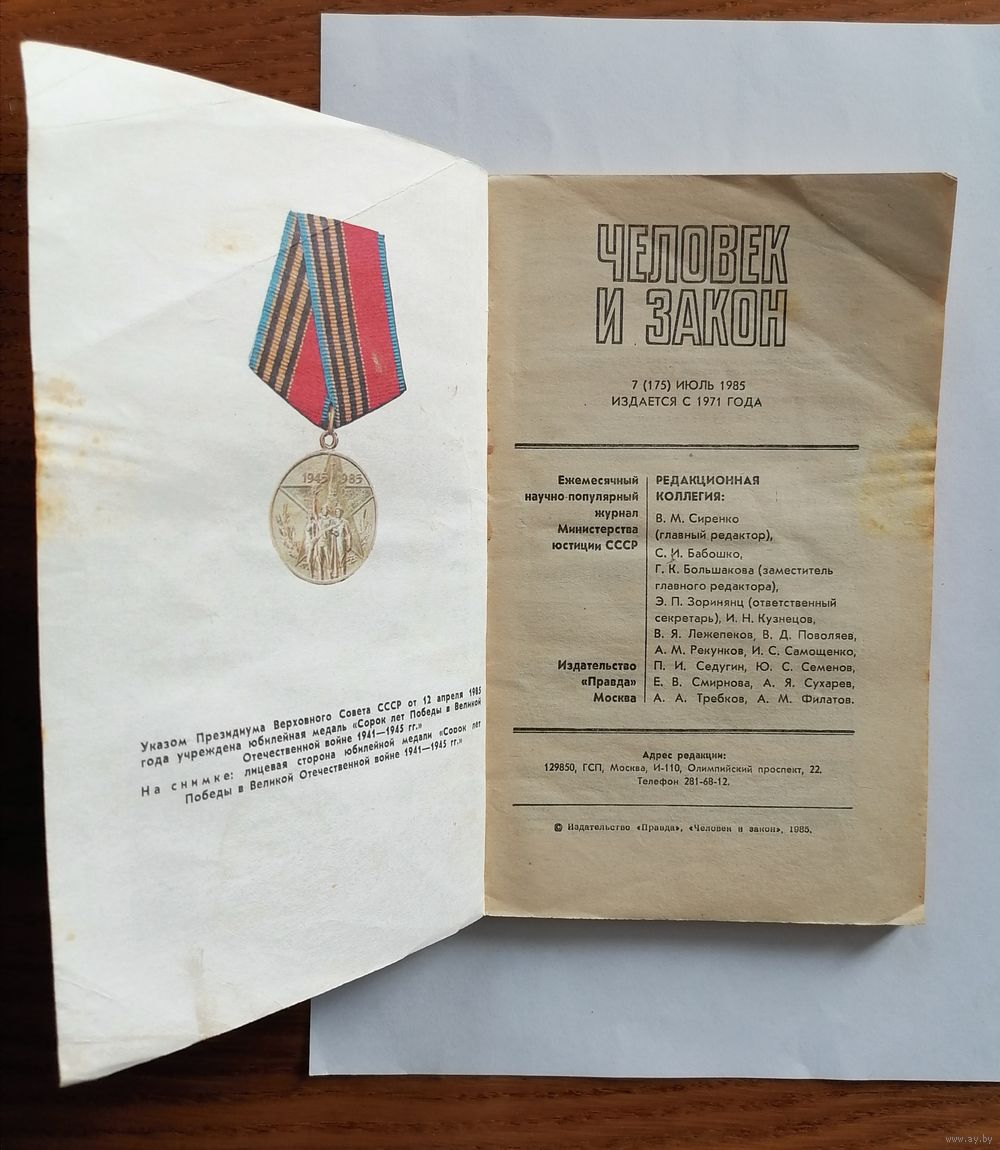 1945 1985
Указом Президиума Верховного Совета СССР от 12 апреля 1985
года учреждена юбилейная медаль «Сорок лет Победы в Великой
Отечественной войне 1941—1945 гг.»
На снимке: лицевая сторона юбилейной медали «Сорок лет
Победы в Великой Отечественной войне 1941—1945 гг.»
ЧЕЛОВЕК
И ЗАКОН
7 (175) ИЮЛЬ 1985
ИЗДАЕТСЯ С 1971 ГОДА
Ежемесячный
научно-популярный
журнал
Министерства
юстиции СССР
Издательство
«Правда»
Москва
РЕДАКЦИОННАЯ
КОЛЛЕГИЯ:
В. М. Сиренко
(главный редактор),
С. И. Бабошко,
Г. К. Большакова (заместитель
главного редактора),
Э. П. Зоринянц (ответственный
секретарь), И. Н. Кузнецов,
В. Я. Лежепеков, В. Д. Поволяев,
А. М. Рекунков, И. С. Самощенко,
П. И. Седугин, Ю. С. Семенов,
Е. В. Смирнова, А. Я. Сухарев,
А. А. Требков, А. М. Филатов.
Адрес редакции:
129850, ГСП, Москва, И-110, Олимпийский проспект, 22.
Телефон 281-68-12.
© Издательство «Правда», «Человек и закон», 1985.
www.ay.by